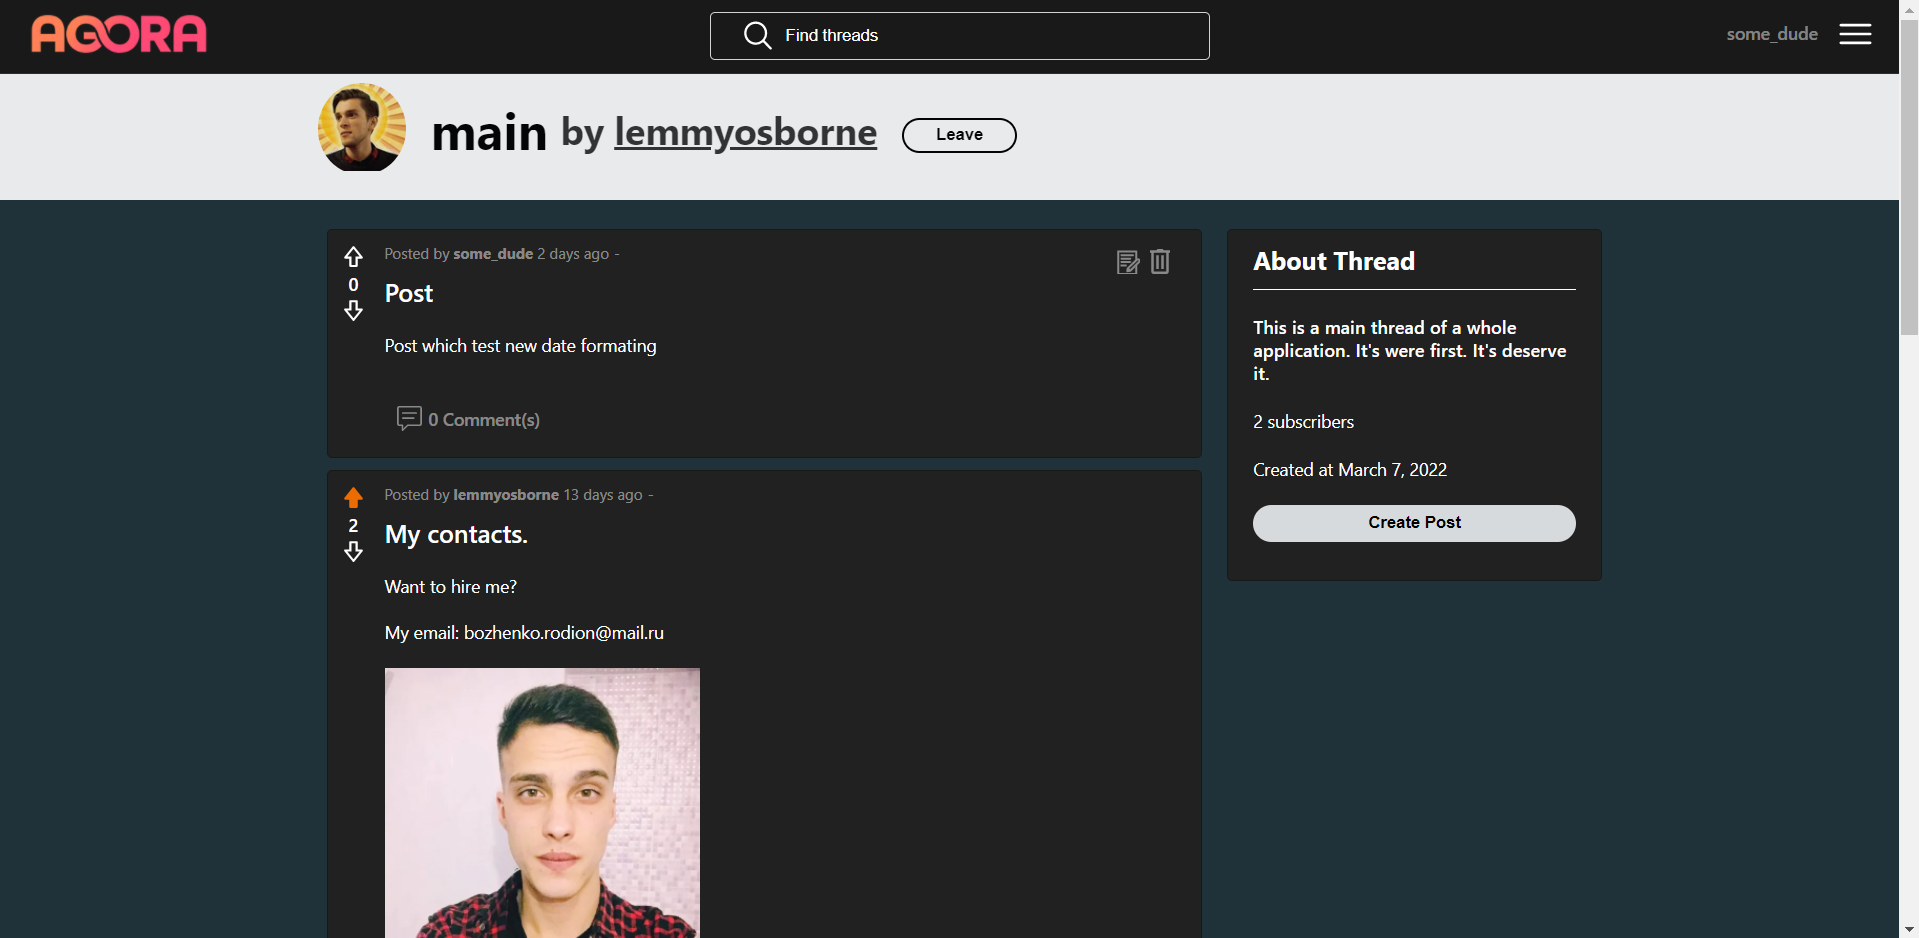 AGORA
Find threads
some_dude
main by lemmyosborne
Leave
Posted by some_dude 2 days ago -
0
Post
Post which test new date formating
0 Comment(s)
Posted by lemmyosborne 13 days ago -
2
My contacts.
Want to hire me?
My email: bozhenko.rodion@mail.ru
About Thread
This is a main thread of a whole
application. It's were first. It's deserve
it.
2 subscribers
Created at March 7, 2022
Create Post